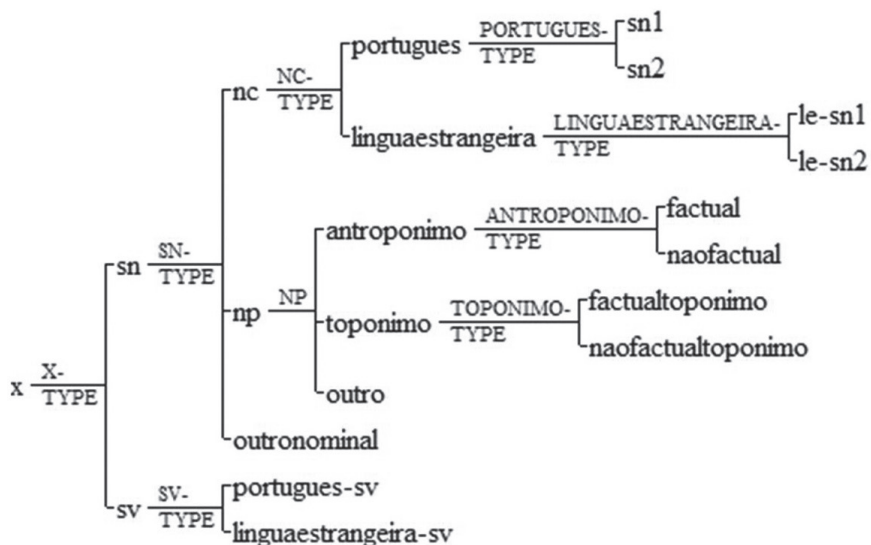 PORTUGUES- sn1
portugues TYPE
sn2
NC-
nc TYPE
LINGUAESTRANGEIRA- le-sn1
linguaestrangeira TYPE
le-sn2
ANTROPONIMO- factual
antroponimo TYPE
naofactual
SN-
sn TYPE
NP
np
TOPONIMO- factualtoponimo
toponimo TYPE
naofactualtoponimo
X-
x TYPE
outro
outronominal
SV- portugues-sv
sv TYPE
linguaestrangeira-sv